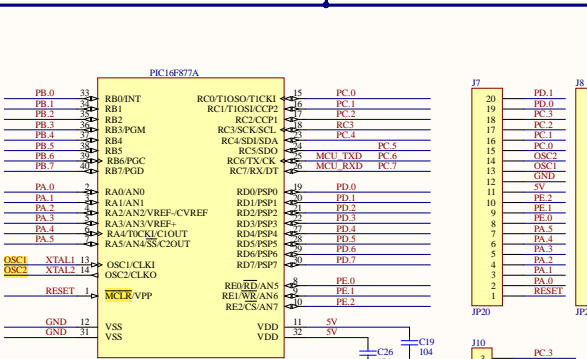 PIC16F877A
PB.0 33 RB0/INT RC0/T1OSO/T1CKI 15 PC.0
PB.1 34 RB1 RC1/T1OSI/CCP2 16 PC.1
PB.2 35 RB2 RC2/CCP1 17 PC.2
PB.3 36 RB3/PGM RC3/SCK/SCL 18 RC3
PB.4 37 RB4 RC4/SDI/SDA 23 PC.4
PB.5 38 RB5 RC5/SDO 24 PC.5
PB.6 39 RB6/PGC RC6/TX/CK 25 MCU_TXD PC.6
PB.7 40 RB7/PGD RC7/RX/DT 26 MCU_RXD PC.7
PA.0 2 RA0/AN0 RD0/PSP0 19 PD.0
PA.1 3 RA1/AN1 RD1/PSP1 20 PD.1
PA.2 4 RA2/AN2/VREF-/CVREF RD2/PSP2 21 PD.2
PA.3 5 RA3/AN3/VREF+ RD3/PSP3 22 PD.3
PA.4 6 RA4/T0CKI/C1OUT RD4/PSP4 27 PD.4
PA.5 7 RA5/AN4/SS/C2OUT RD5/PSP5 28 PD.5
RD6/PSP6 29 PD.6
OSC1 XTAL1 13 OSC1/CLKI RD7/PSP7 30 PD.7
OSC2 XTAL2 14 OSC2/CLKO
RE0/RD/AN5 8 PE.0
RESET 1 MCLR/VPP RE1/WR/AN6 9 PE.1
RE2/CS/AN7 10 PE.2
GND 12 VSS VDD 11 5V
GND 31 VSS VDD 32 5V
C19
104
C26
J7
20 PD.1
19 PD.0
18 PC.3
17 PC.2
16 PC.1
15 PC.0
14 OSC2
13 OSC1
12 GND
11 5V
10 PE.2
9 PE.1
8 PE.0
7 PA.5
6 PA.4
5 PA.3
4 PA.2
3 PA.1
2 PA.0
1 RESET
JP20
J8
J10
3 PC.3